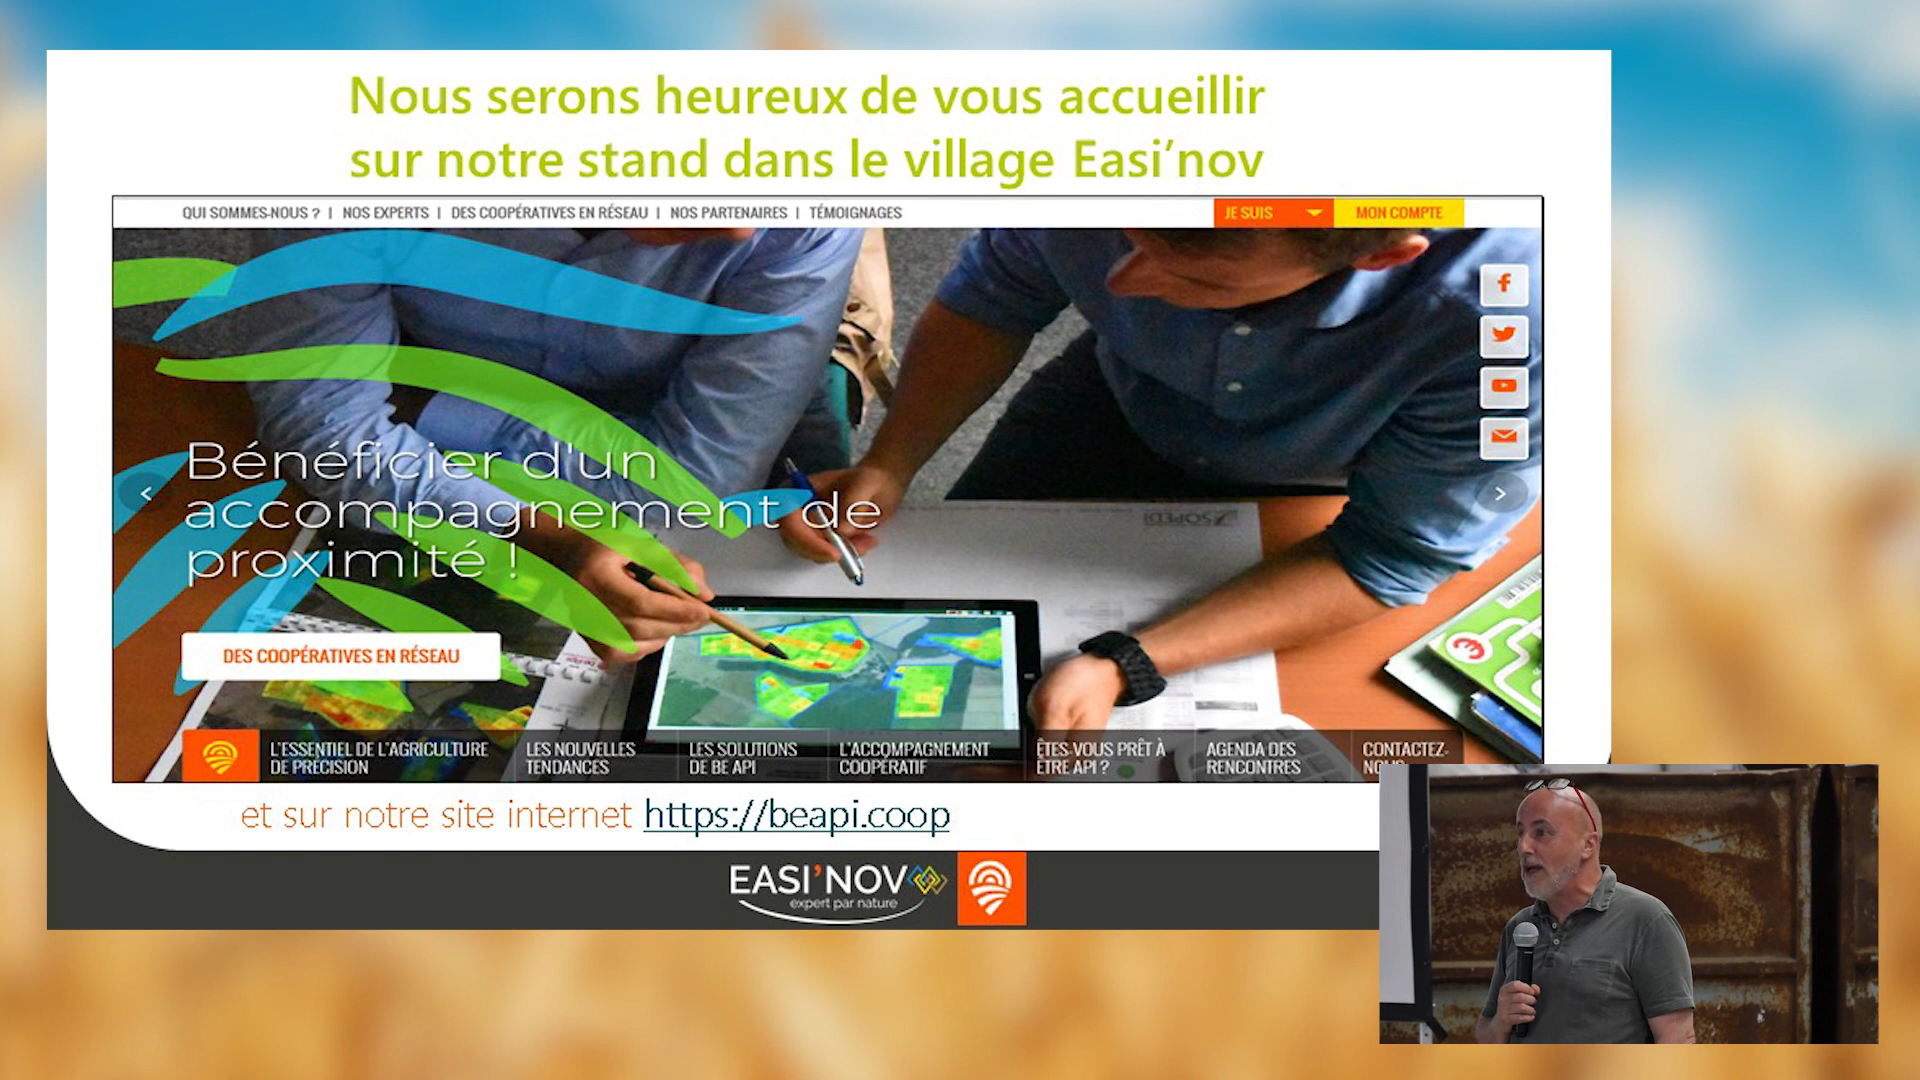 Nous serons heureux de vous accueillir
sur notre stand dans le village Easi'nov
QUI SOMMES-NOUS ? | NOS EXPERTS | DES COOPÉRATIVES EN RÉSEAU | NOS PARTENAIRES | TÉMOIGNAGES
JE SUIS
MON COMPTE
Bénéficier d'un
accompagnement de
proximité !
DES COOPÉRATIVES EN RÉSEAU
L'ESSENTIEL DE L'AGRICULTURE
DE PRÉCISION
LES NOUVELLES
TENDANCES
LES SOLUTIONS
DE BE API
L'ACCOMPAGNEMENT
COOPÉRATIF
ÊTES-VOUS PRÊT À
ÊTRE API ?
AGENDA DES
RENCONTRES
CONTACTEZ-
et sur notre site internet https://beapi.coop
EASI'NOV
expert par nature